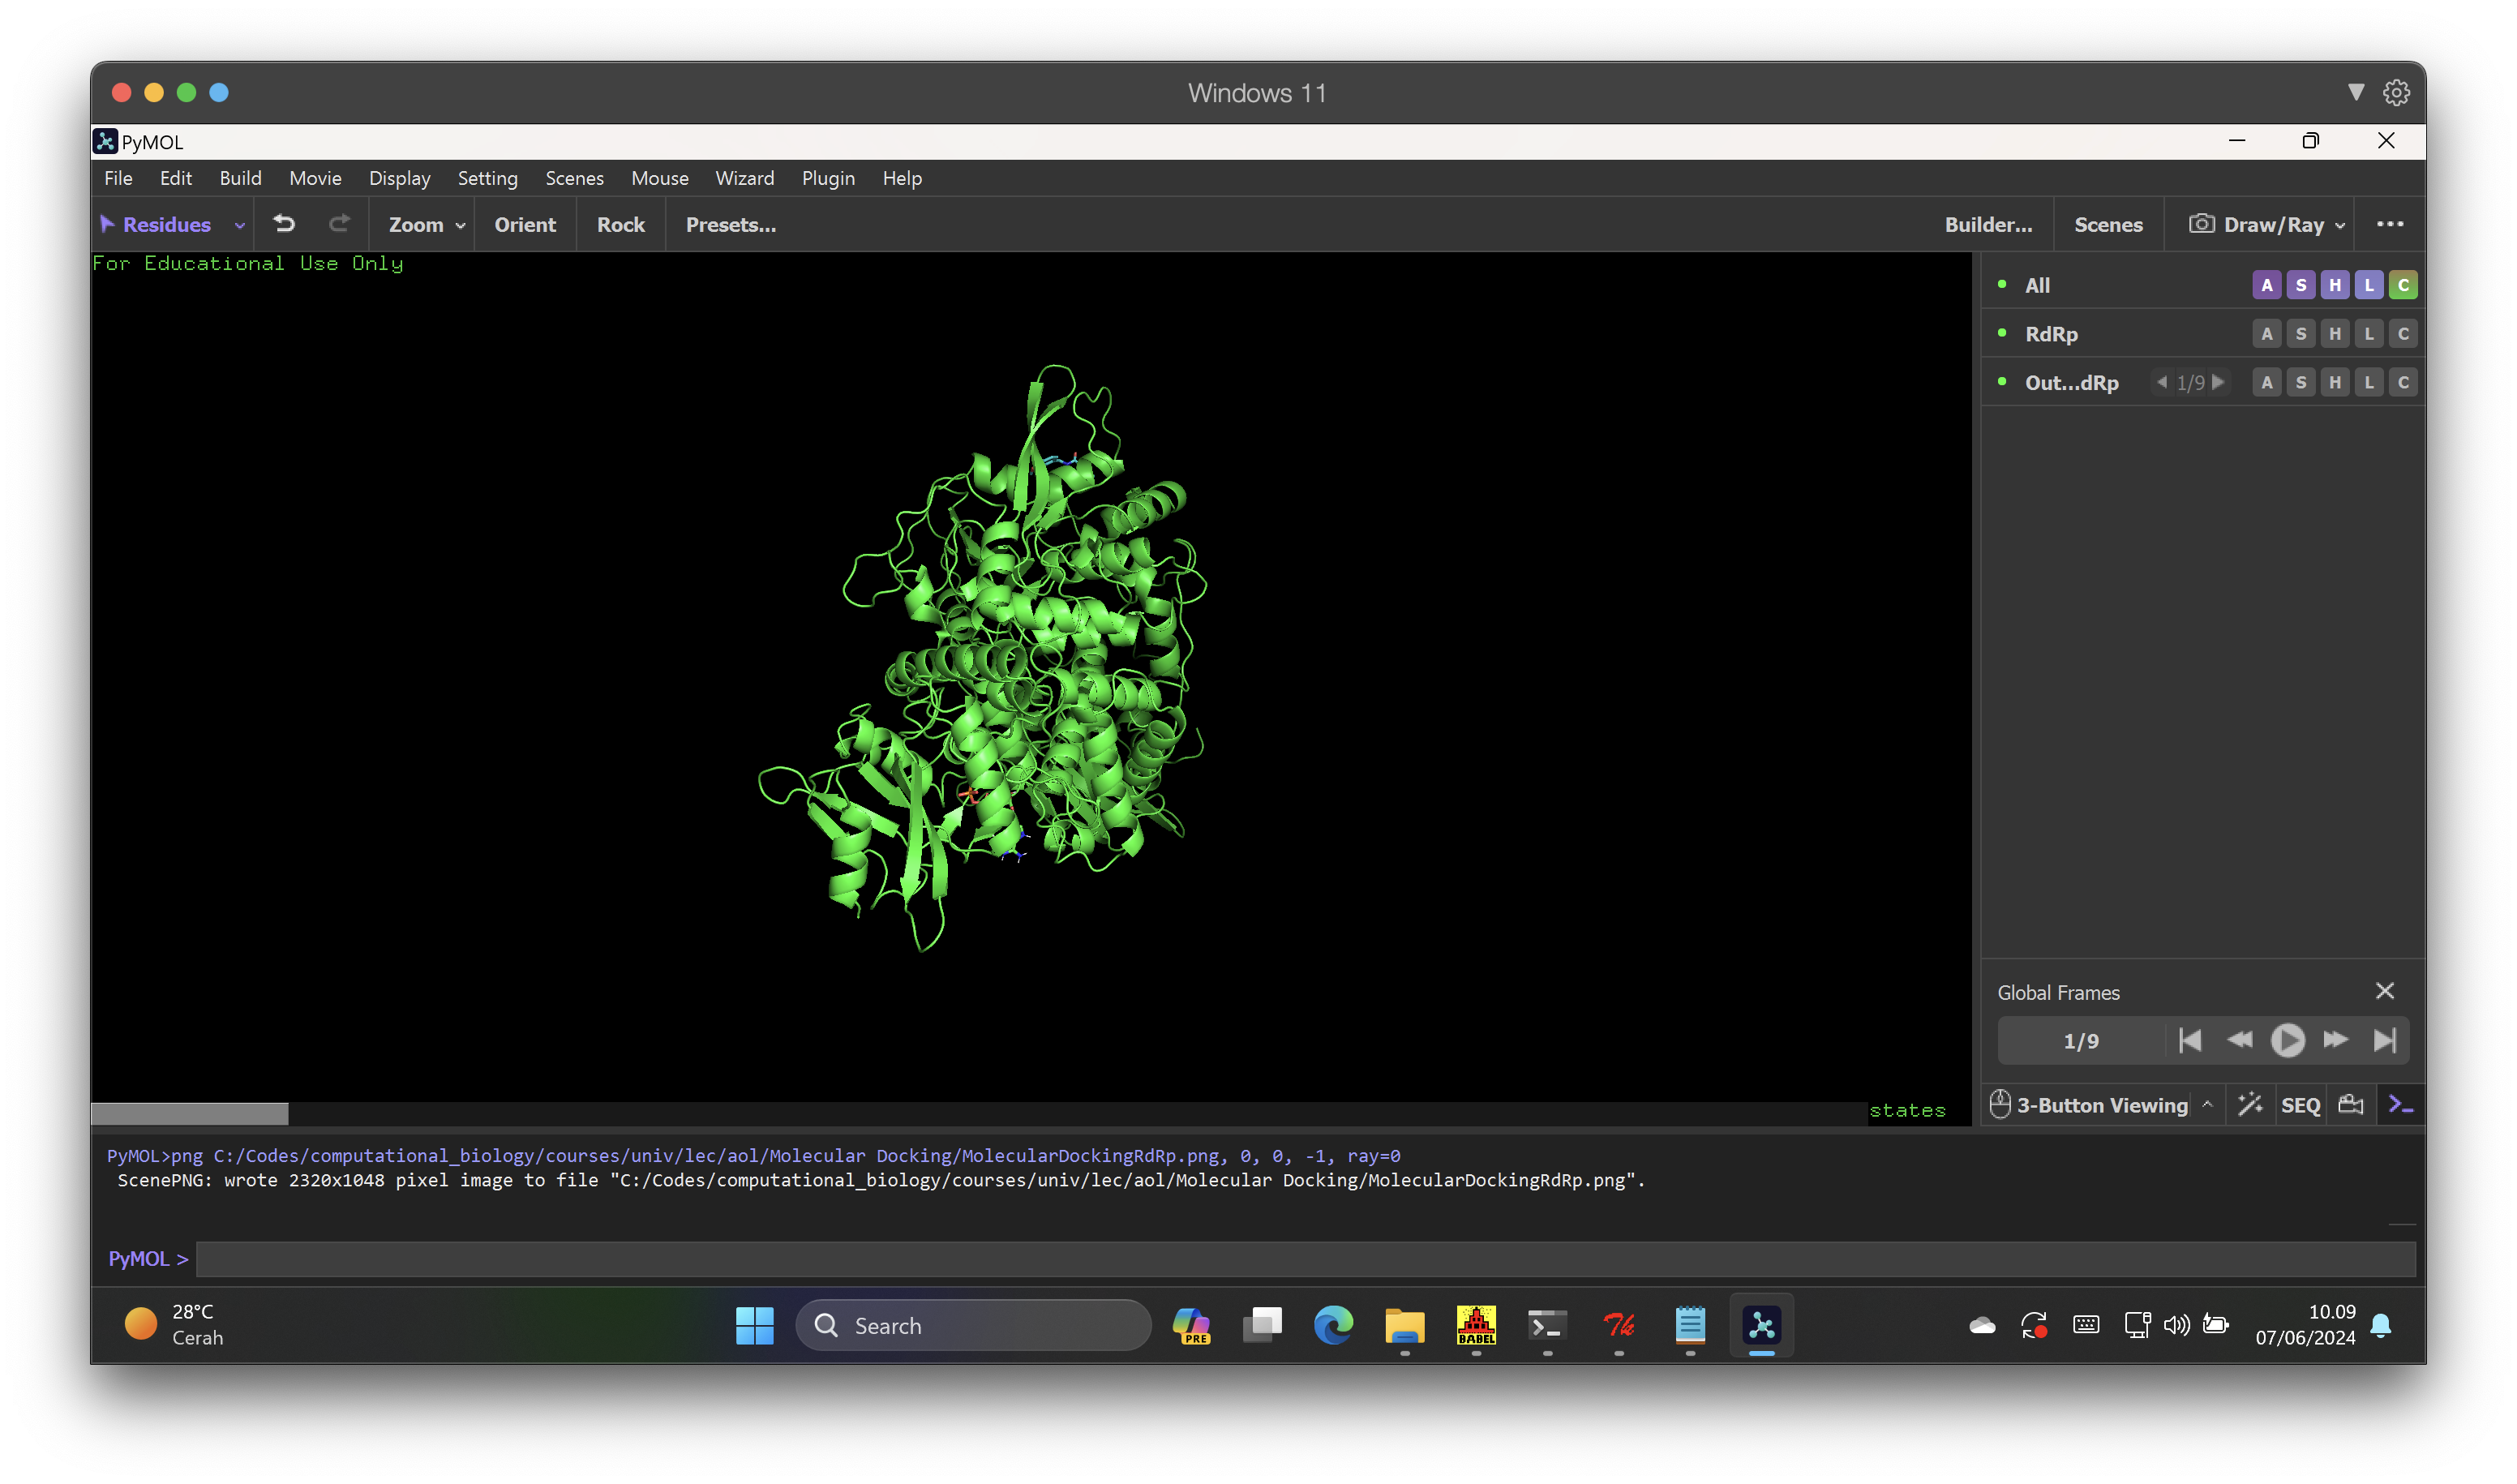 Windows 11
PyMOL
File Edit Build Movie Display Setting Scenes Mouse Wizard Plugin Help
Residues Zoom Orient Rock Presets... Builder... Scenes Draw/Ray
For Educational Use Only
All A S H L C
RdRp A S H L C
Out...dRp 1/9 A S H L C
Global Frames
1/9
states
3-Button Viewing SEQ
PyMOL>png C:/Codes/computational_biology/courses/univ/lec/aol/Molecular Docking/MolecularDockingRdRp.png, 0, 0, -1, ray=0
ScenePNG: wrote 2320x1048 pixel image to file "C:/Codes/computational_biology/courses/univ/lec/aol/Molecular Docking/MolecularDockingRdRp.png".
PyMOL >
28°C
Cerah
Search
PRE
BABEL
Tk
10.09
07/06/2024